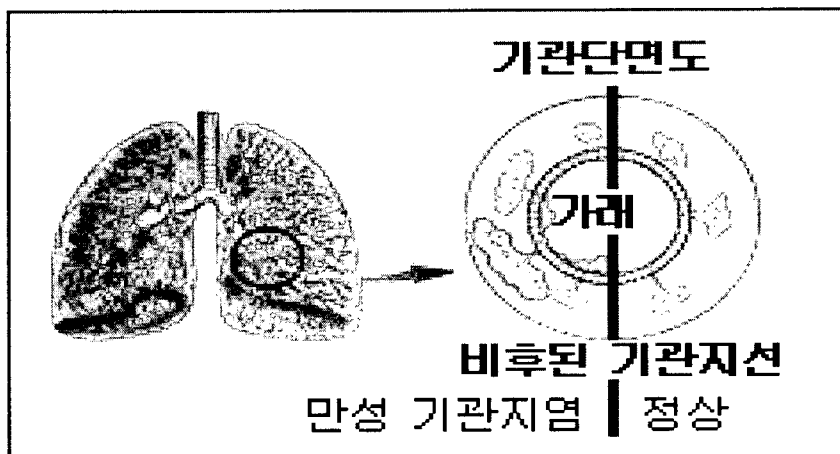 기관단면도
가래
비후된 기관지선
만성 기관지염 정상